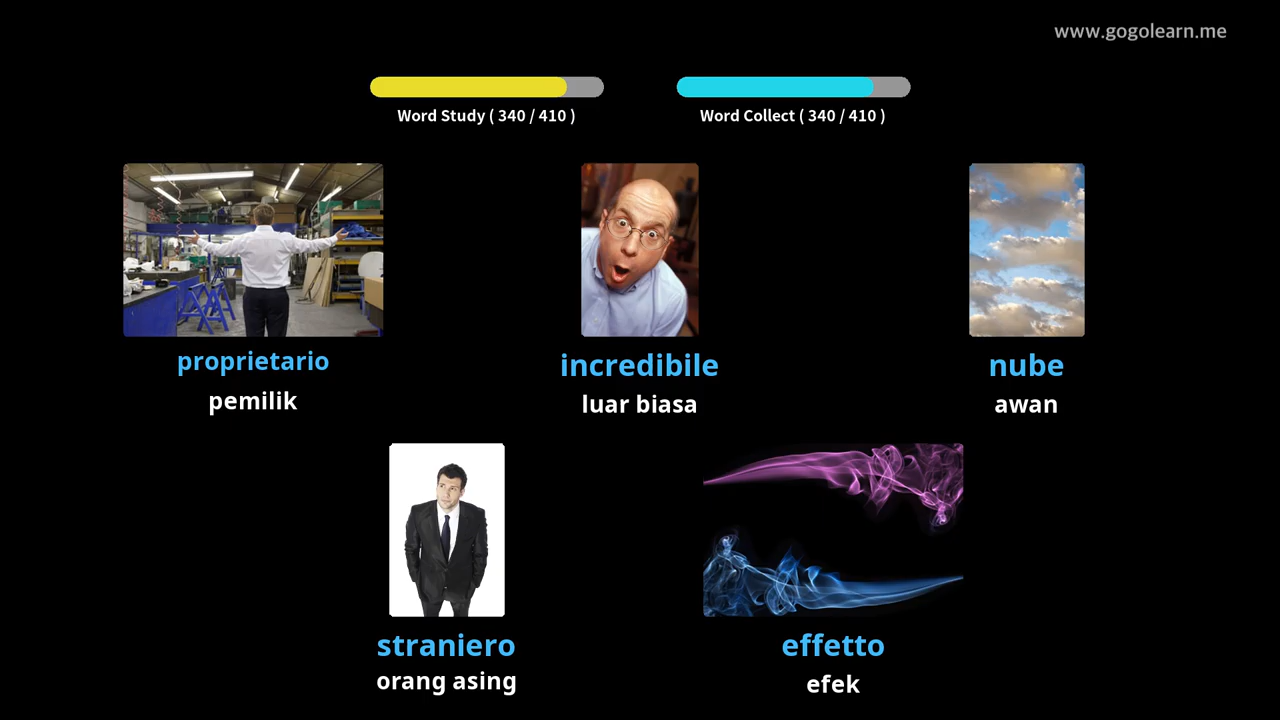 www.gogolearn.me
Word Study ( 340 / 410 )
Word Collect ( 340 / 410 )
proprietario
pemilik
incredibile
luar biasa
nube
awan
straniero
orang asing
effetto
efek